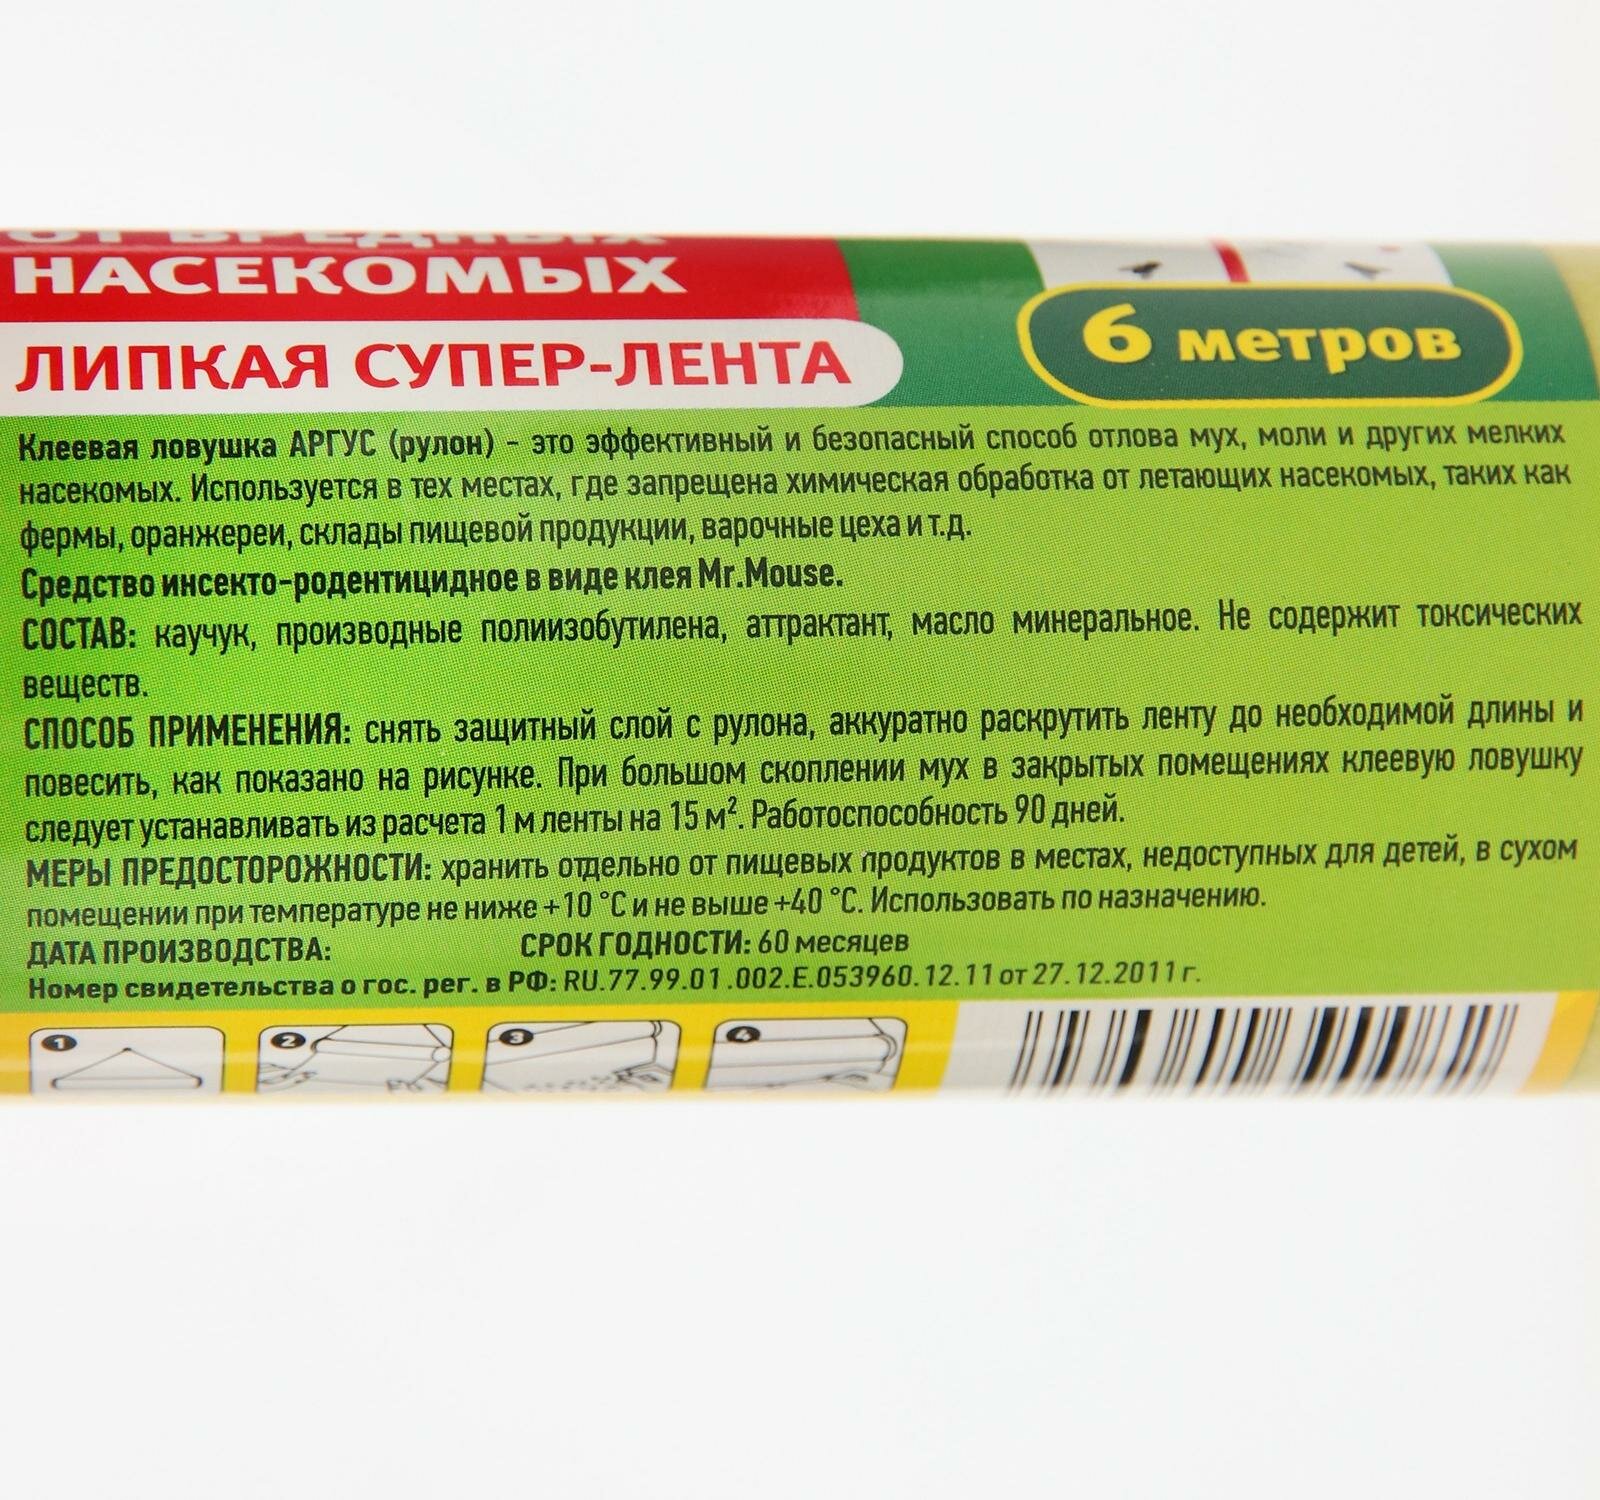 ОТ ВРЕДНЫХ
НАСЕКОМЫХ
ЛИПКАЯ СУПЕР-ЛЕНТА
6 метров
Клеевая ловушка АРГУС (рулон) - это эффективный и безопасный способ отлова мух, моли и других мелких
насекомых. Используется в тех местах, где запрещена химическая обработка от летающих насекомых, таких как
фермы, оранжереи, склады пищевой продукции, варочные цеха и т.д.
Средство инсекто-родентицидное в виде клея Mr.Mouse.
СОСТАВ: каучук, производные полиизобутилена, аттрактант, масло минеральное. Не содержит токсических
веществ.
СПОСОБ ПРИМЕНЕНИЯ: снять защитный слой с рулона, аккуратно раскрутить ленту до необходимой длины и
повесить, как показано на рисунке. При большом скоплении мух в закрытых помещениях клеевую ловушку
следует устанавливать из расчета 1 м ленты на 15 м². Работоспособность 90 дней.
МЕРЫ ПРЕДОСТОРОЖНОСТИ: хранить отдельно от пищевых продуктов в местах, недоступных для детей, в сухом
помещении при температуре не ниже +10 °С и не выше +40 °С. Использовать по назначению.
ДАТА ПРОИЗВОДСТВА: СРОК ГОДНОСТИ: 60 месяцев
Номер свидетельства о гос. рег. в РФ: RU.77.99.01.002.Е.053960.12.11 от 27.12.2011 г.
1 2 3 4